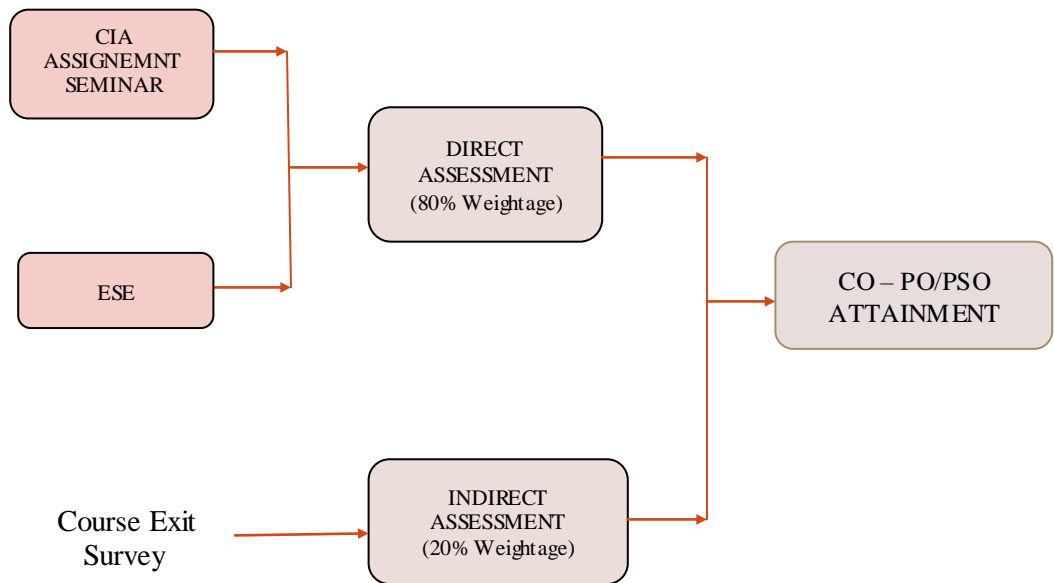 CIA
ASSIGNEMNT
SEMINAR
DIRECT
ASSESSMENT
(80% Weightage)
ESE
CO – PO/PSO
ATTAINMENT
INDIRECT
ASSESSMENT
(20% Weightage)
Course Exit
Survey